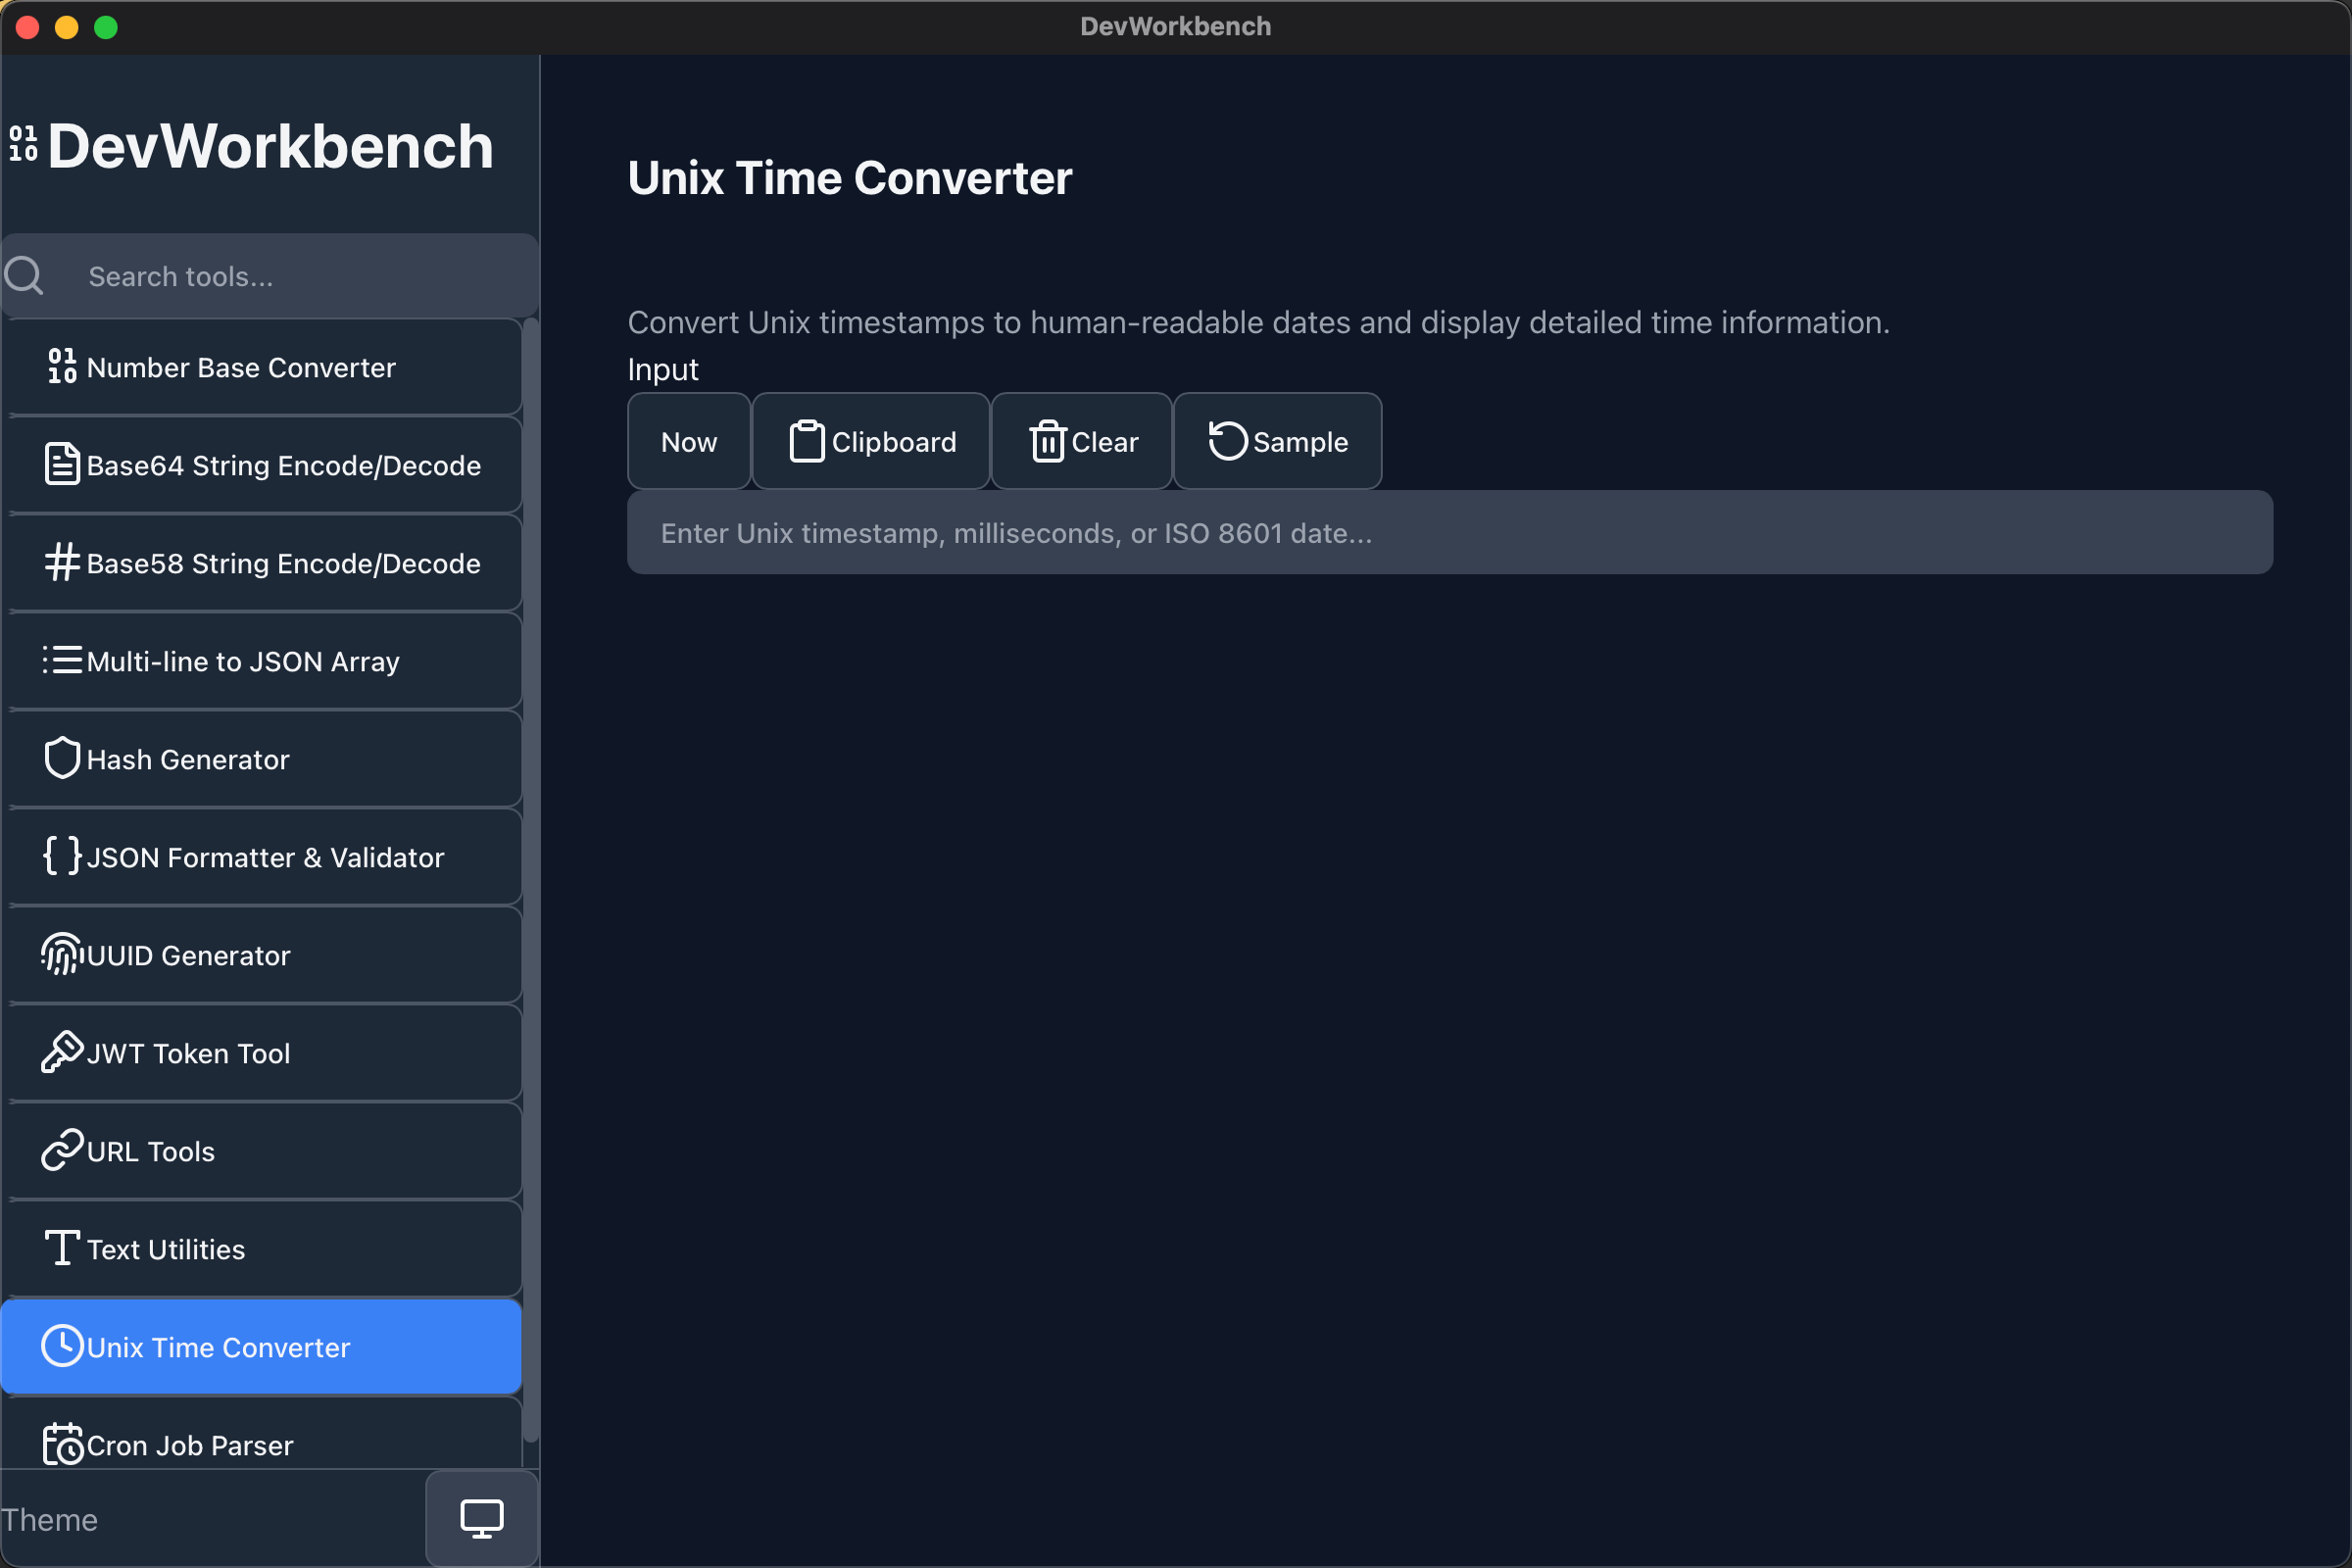 DevWorkbench
DevWorkbench
Search tools...
Number Base Converter
Base64 String Encode/Decode
Base58 String Encode/Decode
Multi-line to JSON Array
Hash Generator
JSON Formatter & Validator
UUID Generator
JWT Token Tool
URL Tools
Text Utilities
Unix Time Converter
Cron Job Parser
Theme
Unix Time Converter
Convert Unix timestamps to human-readable dates and display detailed time information.
Input
Now Clipboard Clear Sample
Enter Unix timestamp, milliseconds, or ISO 8601 date...